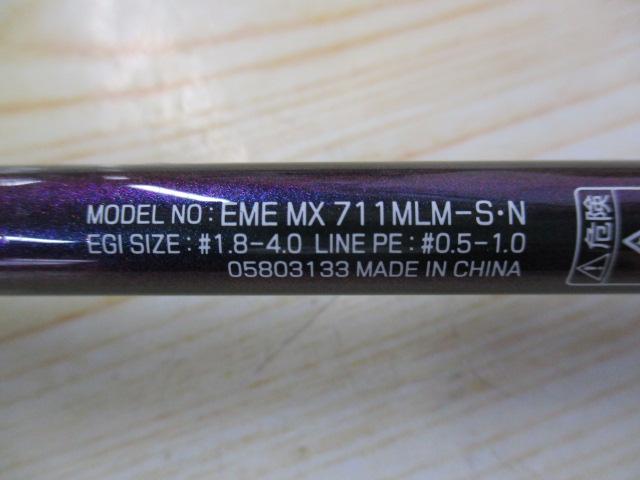 MODEL NO : EME MX 711MLM-S・N
EGI SIZE : #1.8-4.0 LINE PE : #0.5-1.0
05803133 MADE IN CHINA
危険